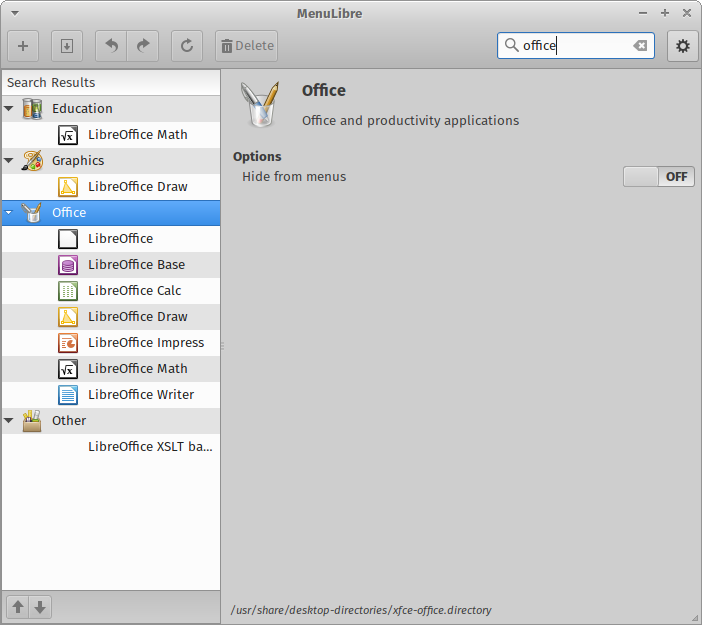 MenuLibre
Delete
office
Search Results
Education
LibreOffice Math
Graphics
LibreOffice Draw
Office
LibreOffice
LibreOffice Base
LibreOffice Calc
LibreOffice Draw
LibreOffice Impress
LibreOffice Math
LibreOffice Writer
Other
LibreOffice XSLT ba...
Office
Office and productivity applications
Options
Hide from menus
OFF
/usr/share/desktop-directories/xfce-office.directory